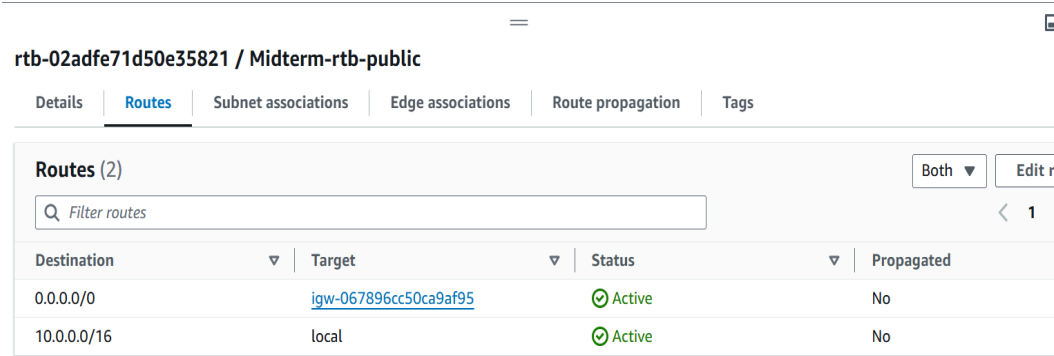 rtb-02adfe71d50e35821 / Midterm-rtb-public
Details Routes Subnet associations Edge associations Route propagation Tags
Routes (2) Both Edit r
Filter routes 1
Destination Target Status Propagated
0.0.0.0/0 igw-067896cc50ca9af95 Active No
10.0.0.0/16 local Active No